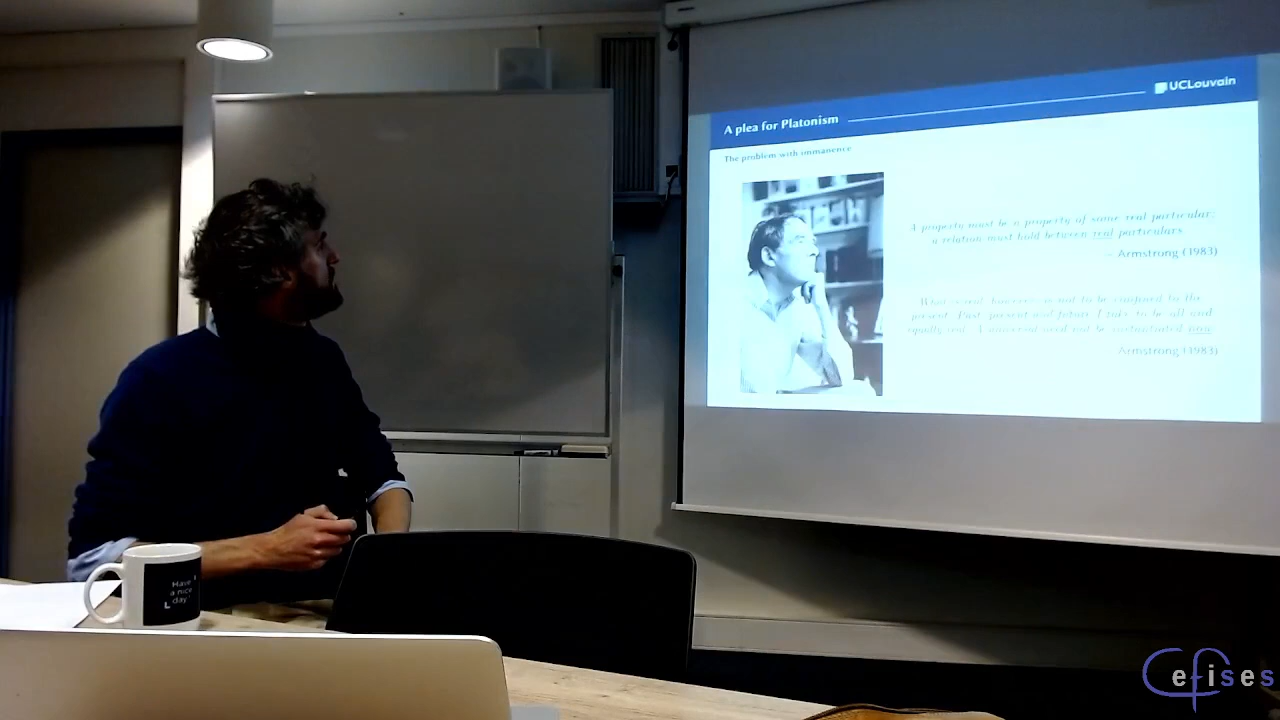 UCLouvain
A plea for Platonism
The problem with immanence
A property must be a property of some real particular;
a relation must hold between real particulars
– Armstrong (1983)
What is real, however, is not to be confined to the
present. Past, present and future I take to be all and
equally real. A universal need not be instantiated now.
Armstrong (1983)
Have
a nice
day!
Cefises